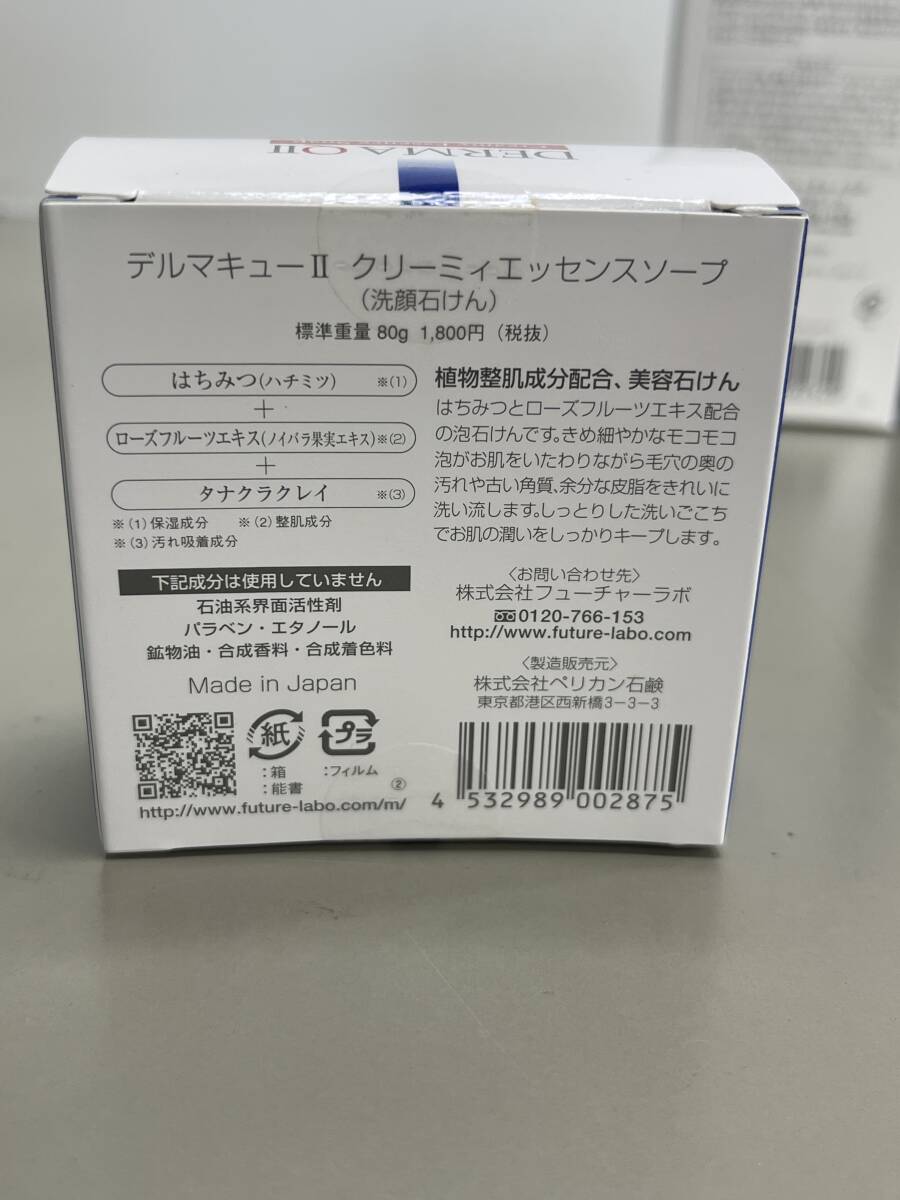 DERMA QII
デルマキューII クリーミィエッセンスソープ
(洗顔石けん)
標準重量 80g 1,800円 (税抜)
はちみつ(ハチミツ) ※(1)
+
ローズフルーツエキス(ノイバラ果実エキス)※(2)
+
タナクラクレイ ※(3)
※(1)保湿成分 ※(2)整肌成分
※(3)汚れ吸着成分
下記成分は使用していません
石油系界面活性剤
パラベン・エタノール
鉱物油・合成香料・合成着色料
Made in Japan
植物整肌成分配合、美容石けん
はちみつとローズフルーツエキス配合
の泡石けんです。きめ細やかなモコモコ
泡がお肌をいたわりながら毛穴の奥の
汚れや古い角質、余分な皮脂をきれいに
洗い流します。しっとりした洗いごこち
でお肌の潤いをしっかりキープします。
〈お問い合わせ先〉
株式会社フューチャーラボ
0120-766-153
http://www.future-labo.com
〈製造販売元〉
株式会社ペリカン石鹸
東京都港区西新橋3-3-3
紙
:箱
:能書
プラ
:フィルム
②
http://www.future-labo.com/m/
4 532989 002875